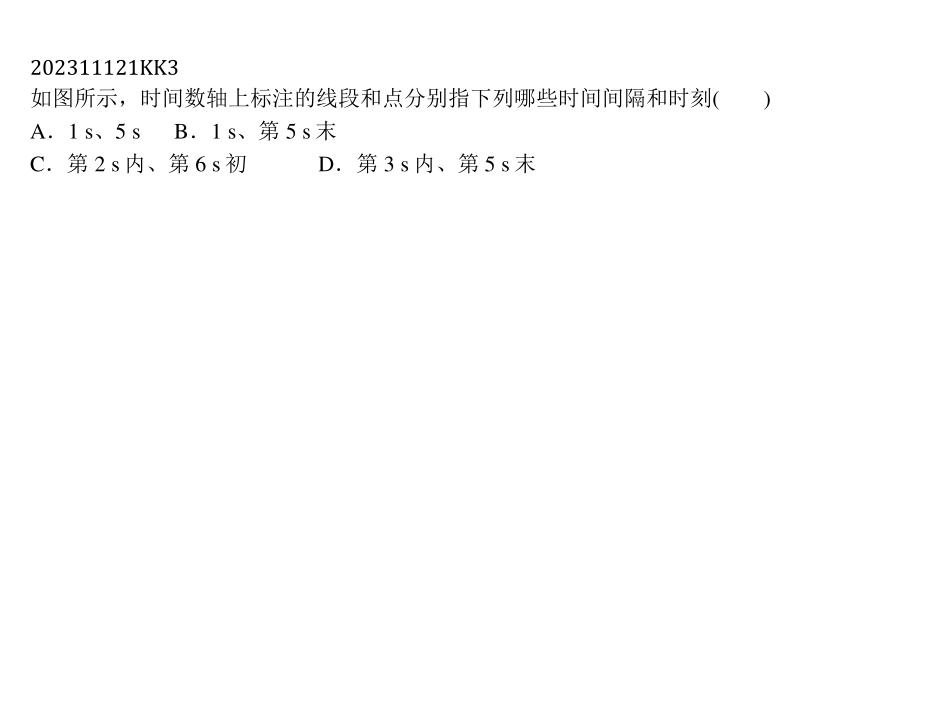 202311121KK3
如图所示，时间数轴上标注的线段和点分别指下列哪些时间间隔和时刻(　　)
A．1 s、5 s　B．1 s、第 5 s 末
C．第 2 s 内、第 6 s 初　　　D．第 3 s 内、第 5 s 末